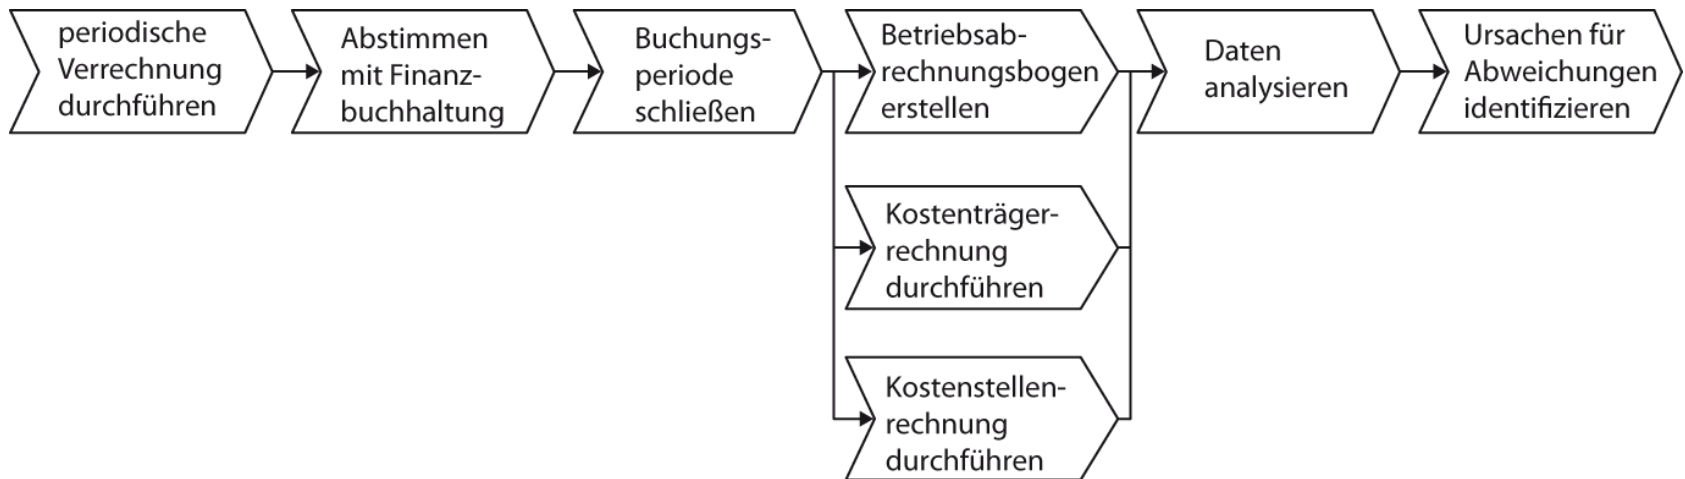 periodische
Verrechnung
durchführen
Abstimmen
mit Finanz-
buchhaltung
Buchungs-
periode
schließen
Betriebsab-
rechnungsbogen
erstellen
Daten
analysieren
Ursachen für
Abweichungen
identifizieren
Kostenträger-
rechnung
durchführen
Kostenstellen-
rechnung
durchführen